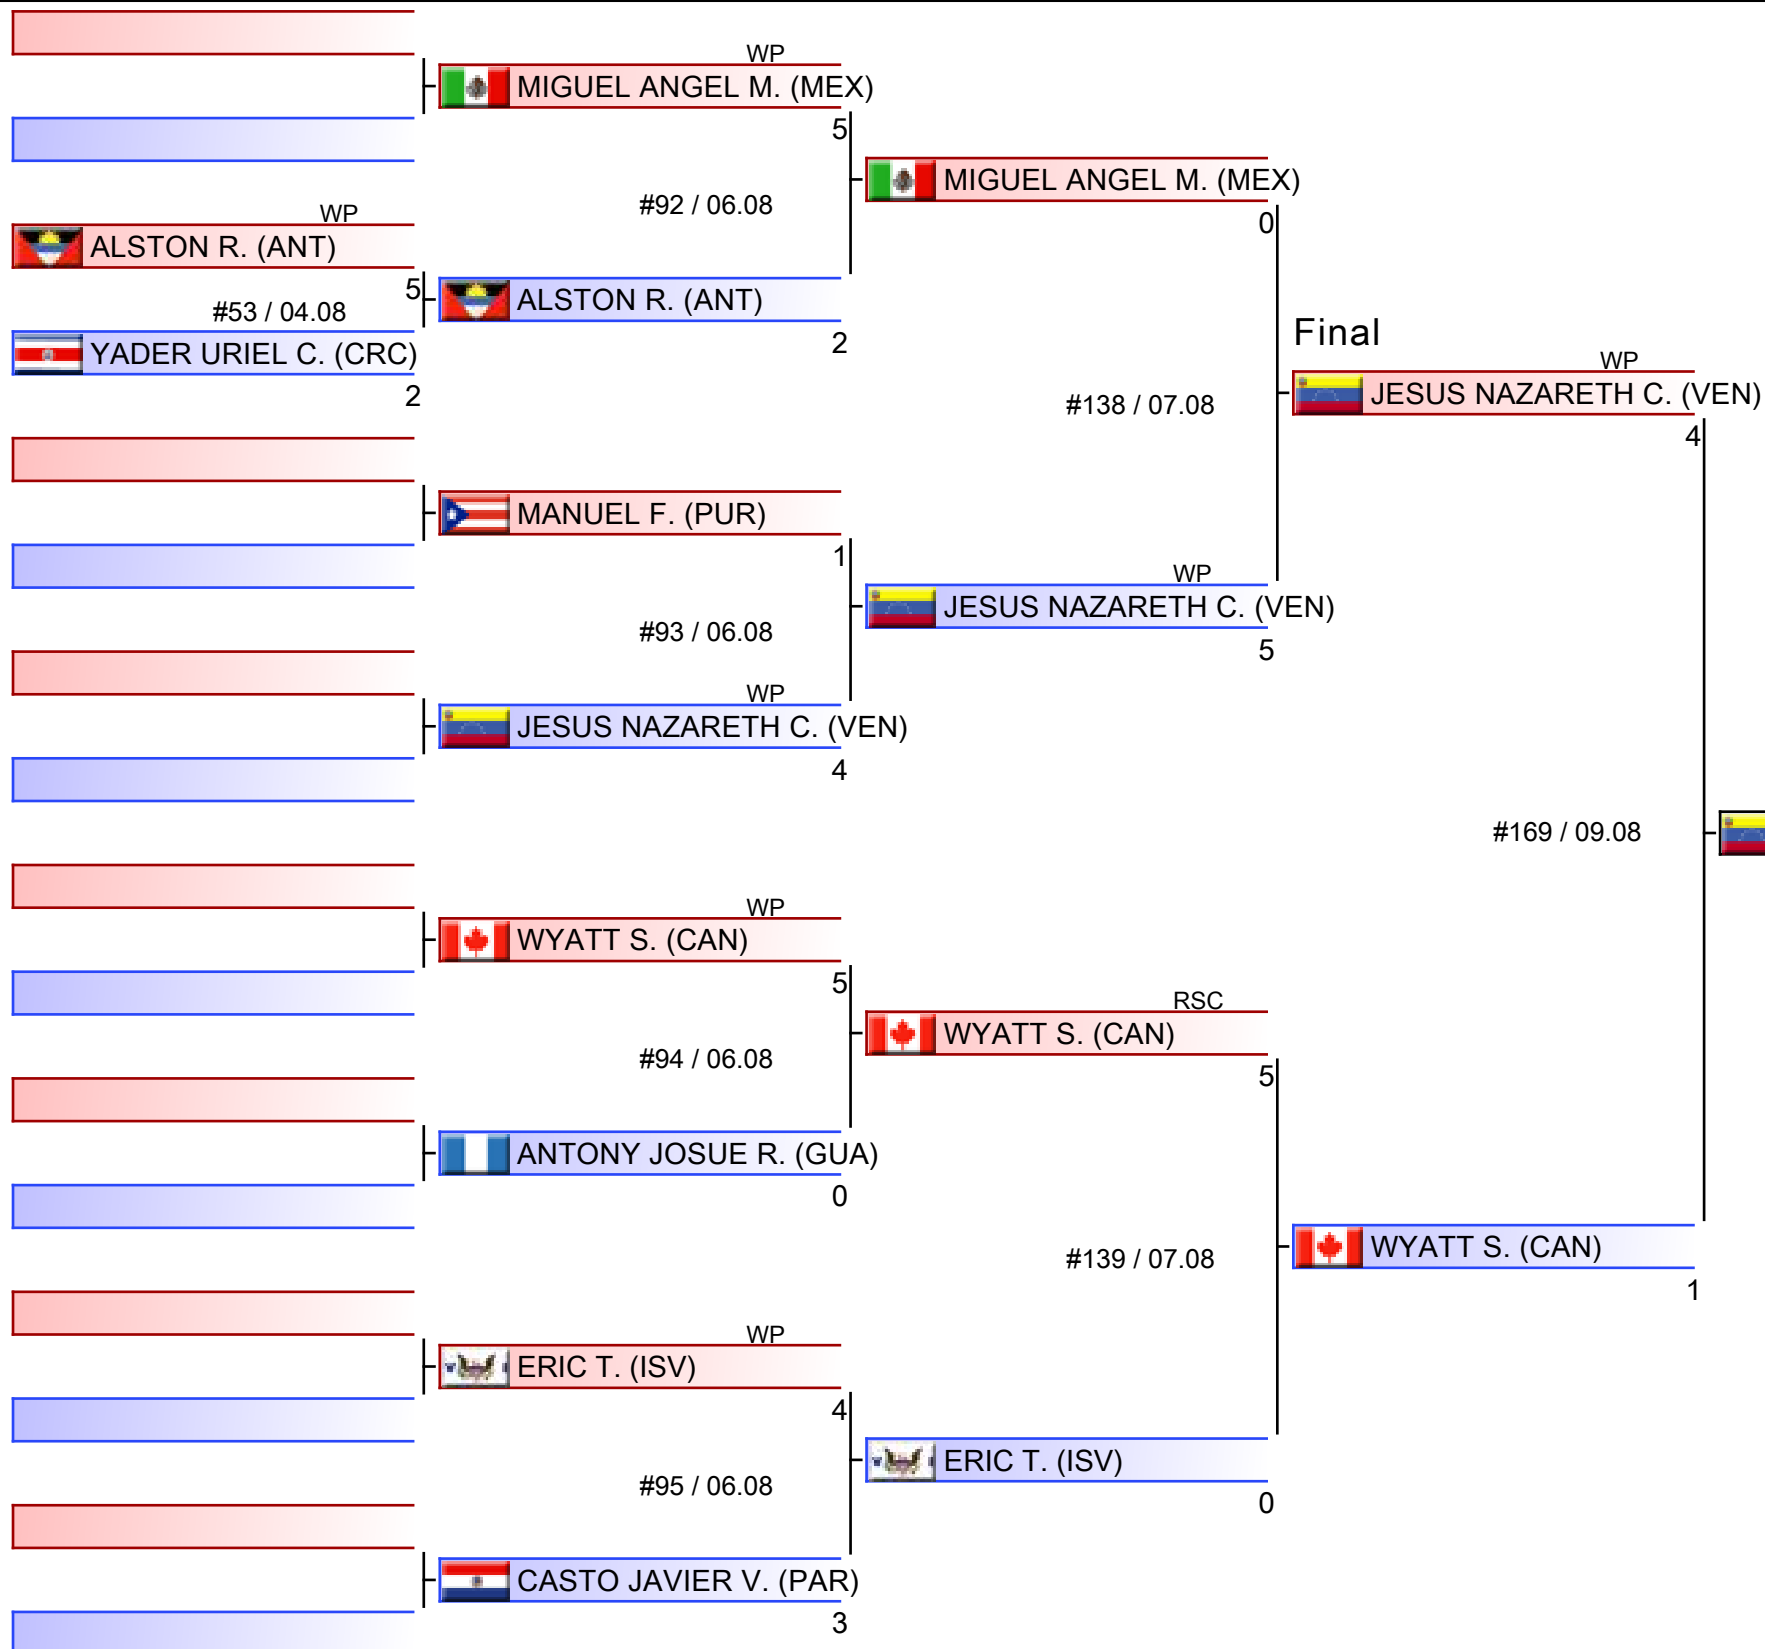 WP
MIGUEL ANGEL M. (MEX)
5
MIGUEL ANGEL M. (MEX)
0
#92 / 06.08
WP
ALSTON R. (ANT)
5
#53 / 04.08
ALSTON R. (ANT)
2
YADER URIEL C. (CRC)
2
Final
WP
JESUS NAZARETH C. (VEN)
4
#138 / 07.08
MANUEL F. (PUR)
1
WP
JESUS NAZARETH C. (VEN)
5
#93 / 06.08
WP
JESUS NAZARETH C. (VEN)
4
#169 / 09.08
WP
WYATT S. (CAN)
5
RSC
WYATT S. (CAN)
5
#94 / 06.08
ANTONY JOSUE R. (GUA)
0
#139 / 07.08
WYATT S. (CAN)
1
WP
ERIC T. (ISV)
4
ERIC T. (ISV)
0
#95 / 06.08
CASTO JAVIER V. (PAR)
3